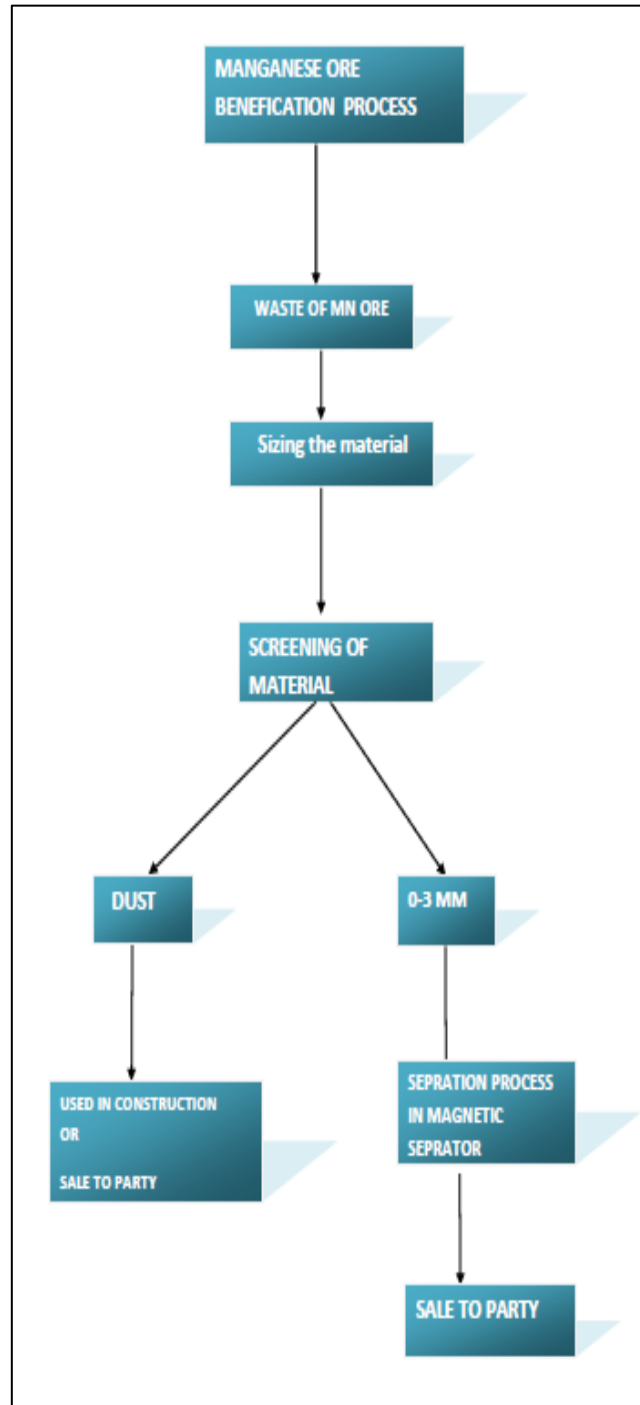 MANGANESE ORE
BENEFICATION PROCESS
WASTE OF MN ORE
Sizing the material
SCREENING OF
MATERIAL
DUST
0-3 MM
USED IN CONSTRUCTION
OR
SALE TO PARTY
SEPRATION PROCESS
IN MAGNETIC
SEPRATOR
SALE TO PARTY